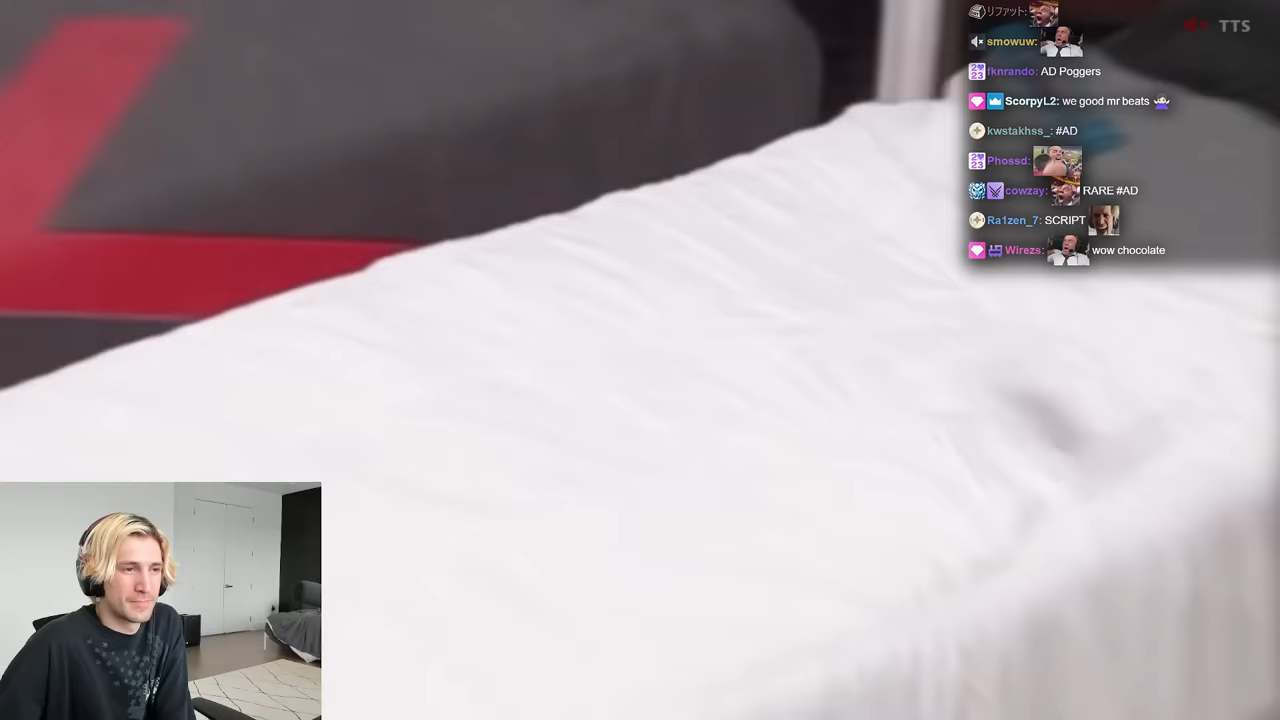 リファット:
TTS
smowuw:
fknrando: AD Poggers
ScorpyL2: we good mr beats
kwstakhss_: #AD
Phossd:
cowzay: RARE #AD
Ra1zen_7: SCRIPT
Wirezs: wow chocolate